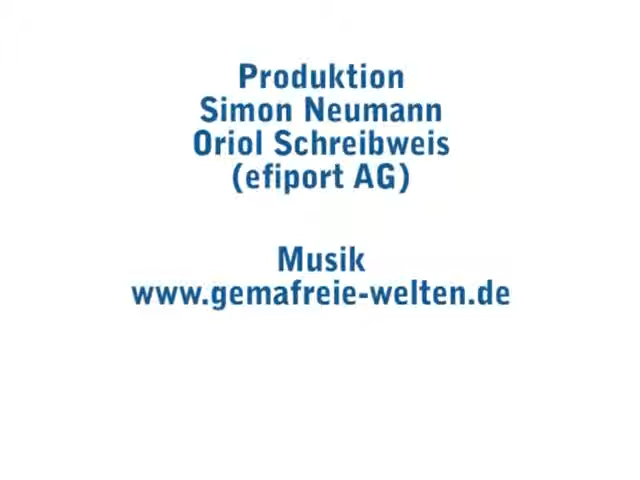 Produktion
Simon Neumann
Oriol Schreibweis
(efiport AG)
Musik
www.gemafreie-welten.de